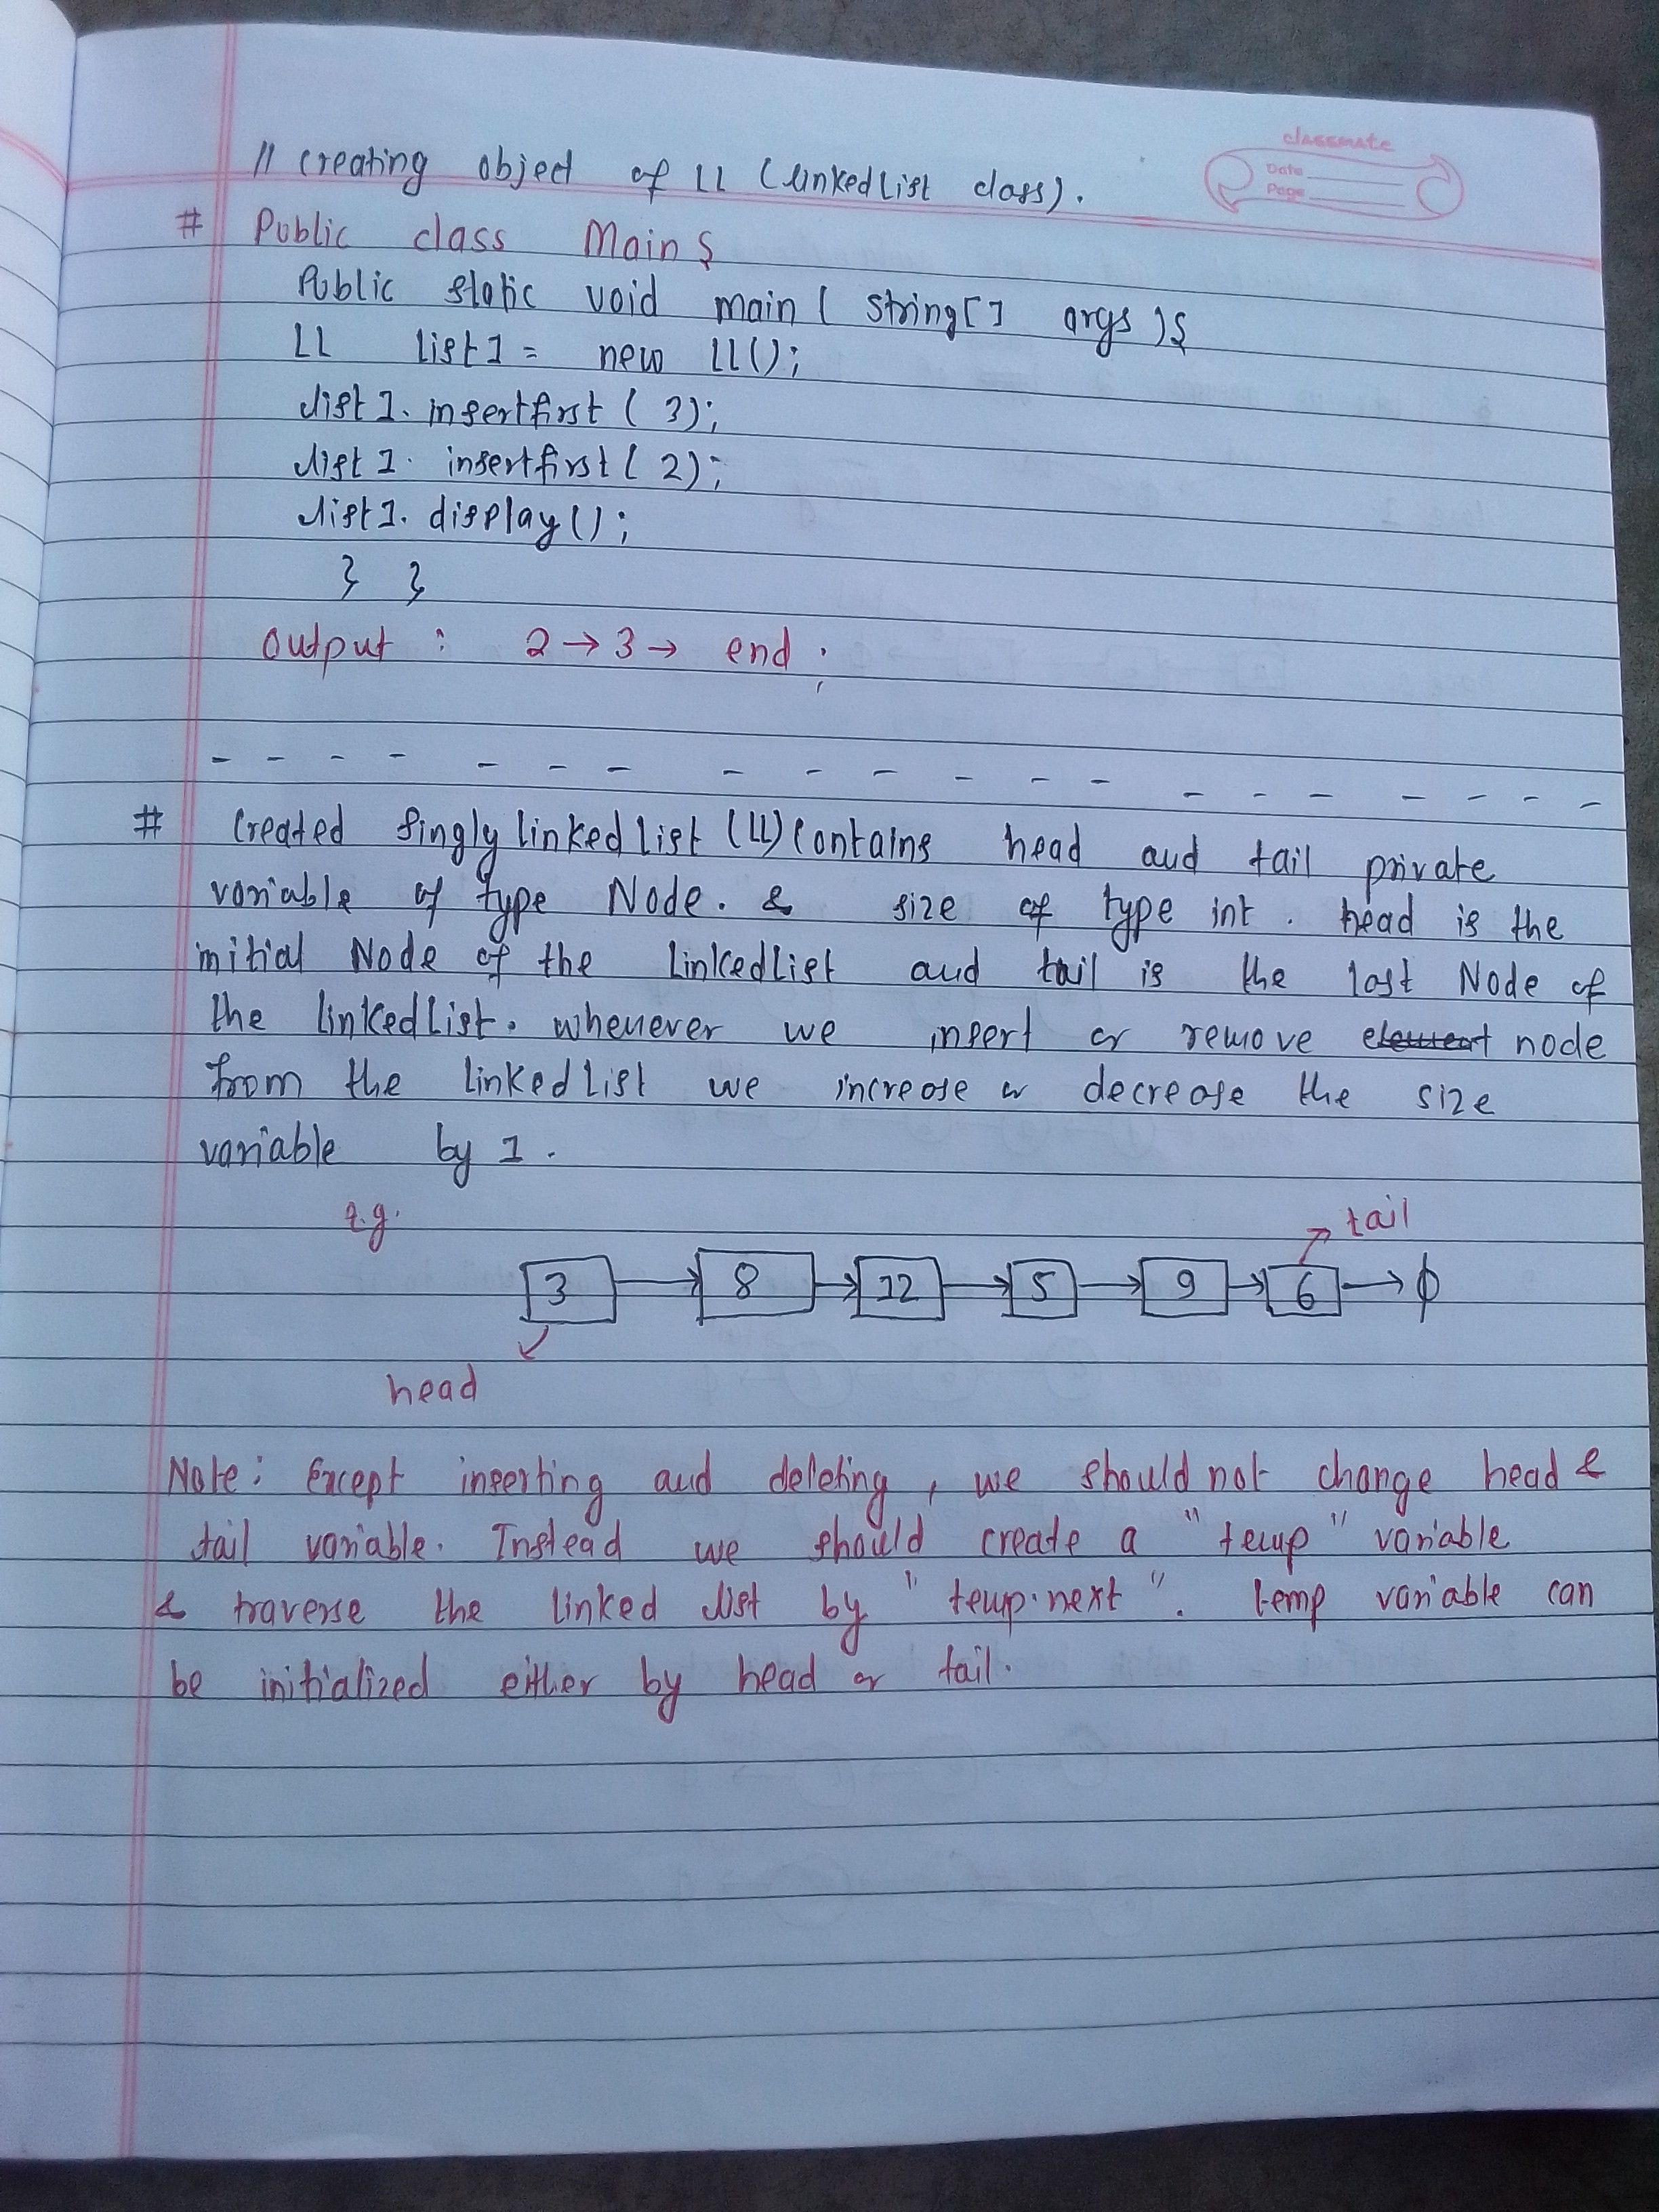 classmate
Date
Page
// Creating object of LL (LinkedList class).
# Public class Main {
Public static void main ( string[] args ) {
LL list1 = new LL();
list1. insertfirst ( 3);
list1. insertfirst ( 2);
list1. display();
} }
output : 2 → 3 → end ;
- - - - - - - - - - - - - - - - - - - -
# Created singly linked list (LL) Contains head and tail private
variable of type Node. & size of type int . head is the
initial Node of the LinkedList and tail is the last Node of
the linked list. whenever we insert or remove element node
from the linked list we increase or decrease the size
variable by 1 .
e.g.
tail
3 → 8 → 12 → 5 → 9 → 6 → ϕ
head
Note: Except inserting and deleting , we should not change head &
tail variable. Instead we should create a "temp" variable
& traverse the linked list by "temp.next". temp variable can
be initialized either by head or tail.